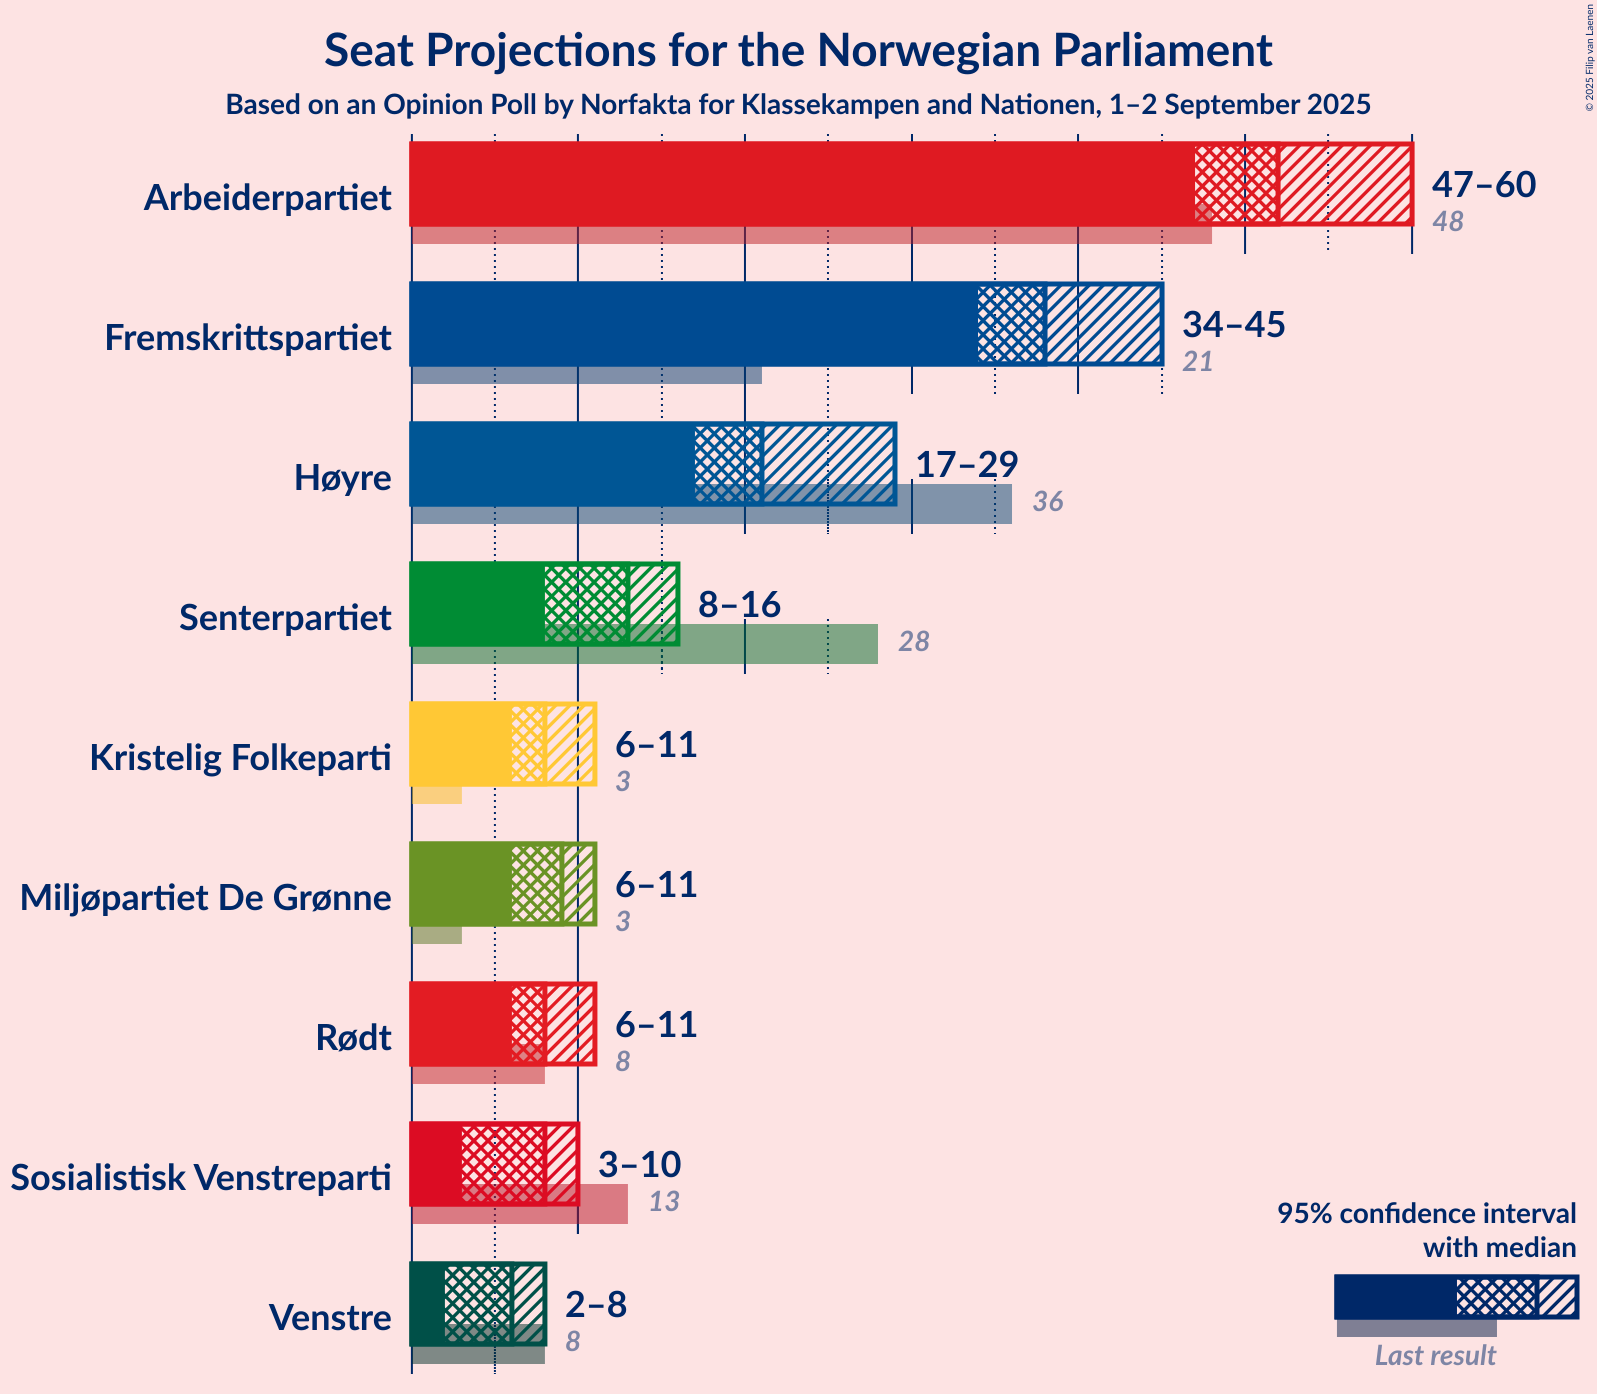 Seat Projections for the Norwegian Parliament
Based on an Opinion Poll by Norfakta for Klassekampen and Nationen, 1–2 September 2025
© 2025 Filip van Laenen
Arbeiderpartiet
47–60
48
Fremskrittspartiet
34–45
21
Høyre
17–29
36
Senterpartiet
8–16
28
Kristelig Folkeparti
6–11
3
Miljøpartiet De Grønne
6–11
3
Rødt
6–11
8
Sosialistisk Venstreparti
3–10
13
Venstre
2–8
8
95% confidence interval
with median
Last result